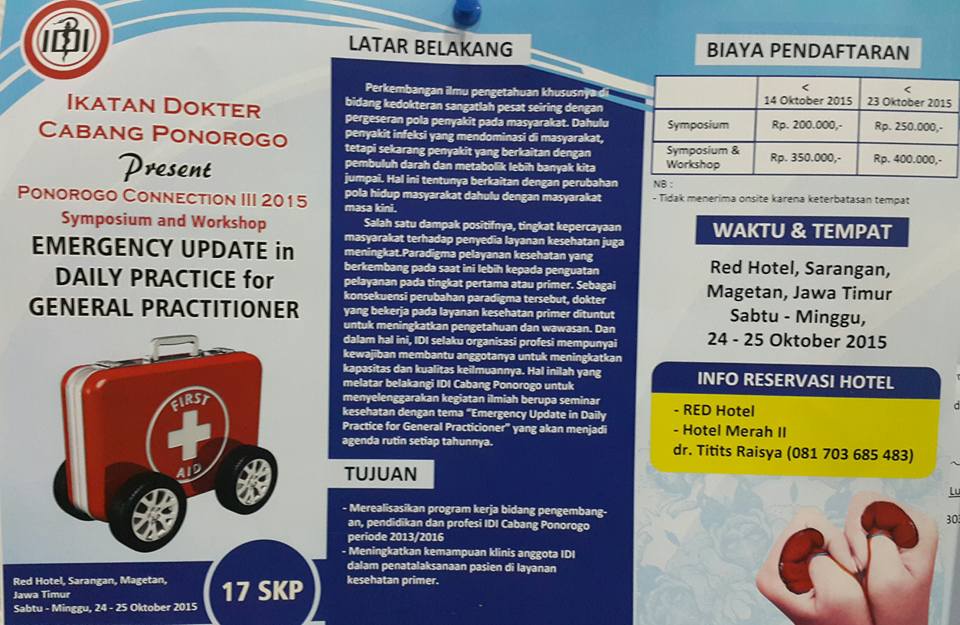 IDI
IKATAN DOKTER
CABANG PONOROGO
Present
PONOROGO CONNECTION III 2015
Symposium and Workshop
EMERGENCY UPDATE in
DAILY PRACTICE for
GENERAL PRACTITIONER
FIRST
AID
Red Hotel, Sarangan, Magetan,
Jawa Timur
Sabtu - Minggu, 24 - 25 Oktober 2015
17 SKP
LATAR BELAKANG
Perkembangan ilmu pengetahuan khususnya di
bidang kedokteran sangatlah pesat seiring dengan
pergeseran pola penyakit pada masyarakat. Dahulu
penyakit infeksi yang mendominasi di masyarakat,
tetapi sekarang penyakit yang berkaitan dengan
pembuluh darah dan metabolik lebih banyak kita
jumpai. Hal ini tentunya berkaitan dengan perubahan
pola hidup masyarakat dahulu dengan masyarakat
masa kini.
Salah satu dampak positifnya, tingkat kepercayaan
masyarakat terhadap penyedia layanan kesehatan juga
meningkat.Paradigma pelayanan kesehatan yang
berkembang pada saat ini lebih kepada penguatan
pelayanan pada tingkat pertama atau primer. Sebagai
konsekuensi perubahan paradigma tersebut, dokter
yang bekerja pada layanan kesehatan primer dituntut
untuk meningkatkan pengetahuan dan wawasan. Dan
dalam hal ini, IDI selaku organisasi profesi mempunyai
kewajiban membantu anggotanya untuk meningkatkan
kapasitas dan kualitas keilmuannya. Hal inilah yang
melatar belakangi IDI Cabang Ponorogo untuk
menyelenggarakan kegiatan ilmiah berupa seminar
kesehatan dengan tema "Emergency Update in Daily
Practice for General Practicioner" yang akan menjadi
agenda rutin setiap tahunnya.
TUJUAN
- Merealisasikan program kerja bidang pengembang-
an, pendidikan dan profesi IDI Cabang Ponorogo
periode 2013/2016
- Meningkatkan kemampuan klinis anggota IDI
dalam penatalaksanaan pasien di layanan
kesehatan primer.
BIAYA PENDAFTARAN
< <
14 Oktober 2015 23 Oktober 2015
Symposium Rp. 200.000,- Rp. 250.000,-
Symposium &
Workshop Rp. 350.000,- Rp. 400.000,-
NB :
- Tidak menerima onsite karena keterbatasan tempat
WAKTU & TEMPAT
Red Hotel, Sarangan,
Magetan, Jawa Timur
Sabtu - Minggu,
24 - 25 Oktober 2015
INFO RESERVASI HOTEL
- RED Hotel
- Hotel Merah II
dr. Titits Raisya (081 703 685 483)